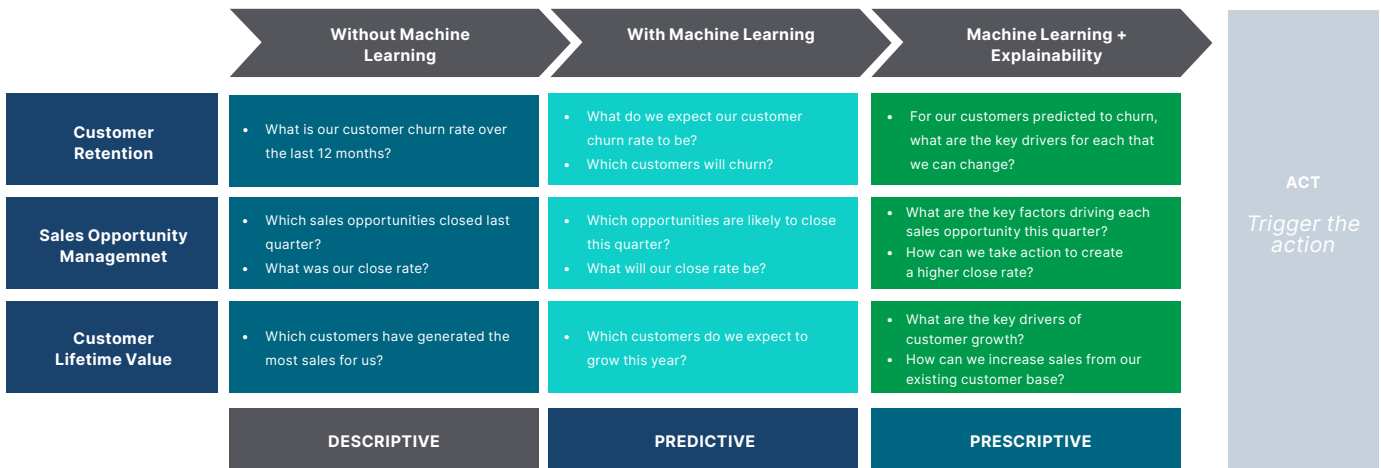 Without Machine
Learning
With Machine Learning
Machine Learning +
Explainability
Customer
Retention
• What is our customer churn rate over
the last 12 months?
• What do we expect our customer
churn rate to be?
• Which customers will churn?
• For our customers predicted to churn,
what are the key drivers for each that
we can change?
Sales Opportunity
Managemnet
• Which sales opportunities closed last
quarter?
• What was our close rate?
• Which opportunities are likely to close
this quarter?
• What will our close rate be?
• What are the key factors driving each
sales opportunity this quarter?
• How can we take action to create
a higher close rate?
Customer
Lifetime Value
• Which customers have generated the
most sales for us?
• Which customers do we expect to
grow this year?
• What are the key drivers of
customer growth?
• How can we increase sales from our
existing customer base?
DESCRIPTIVE
PREDICTIVE
PRESCRIPTIVE
ACT
Trigger the
action